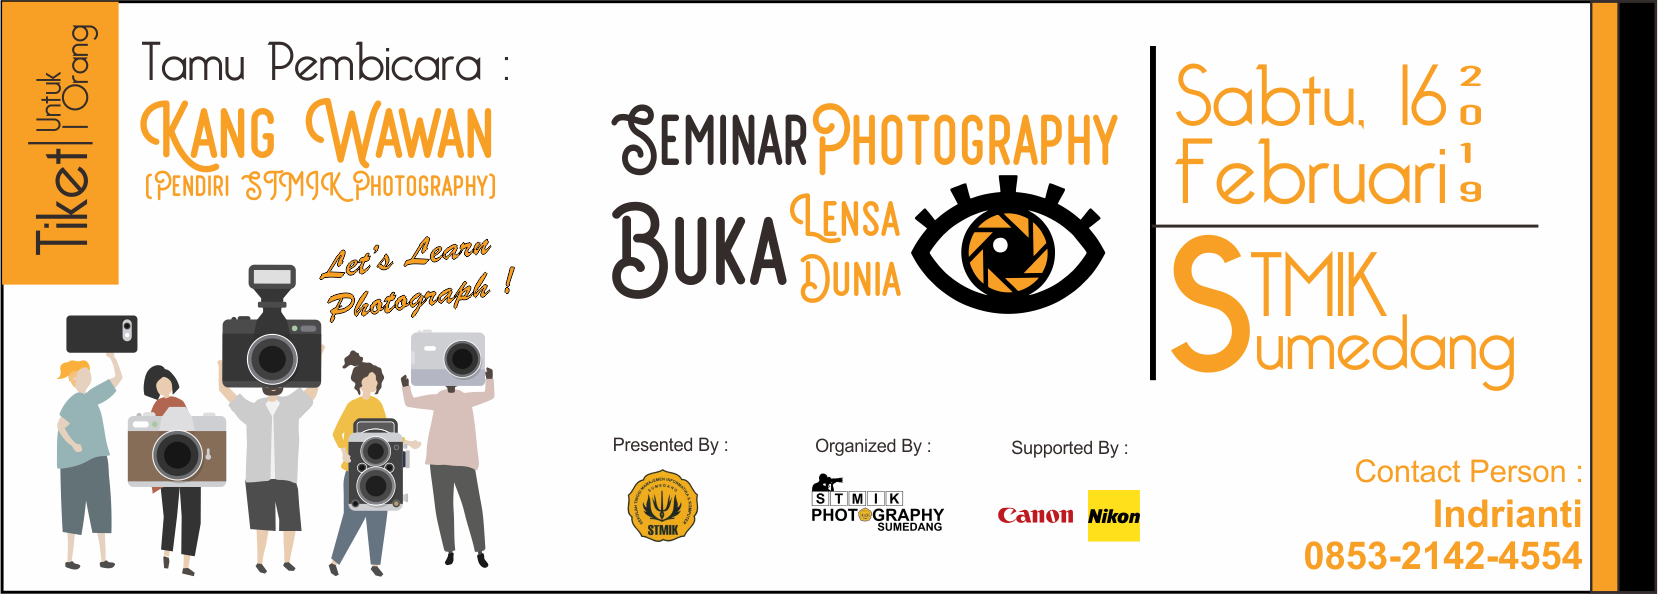 Tiket | Untuk
| Orang
Tamu Pembicara :
Kang Wawan
(Pendiri STMIK Photography)
Let's Learn
Photograph !
Seminar Photography
Buka Lensa
Dunia
Sabtu, 16
Februari
2019
STMIK
Sumedang
Presented By :
STMIK
Organized By :
STMIK
PHOTOGRAPHY
SUMEDANG
Supported By :
Canon
Nikon
Contact Person :
Indrianti
0853-2142-4554